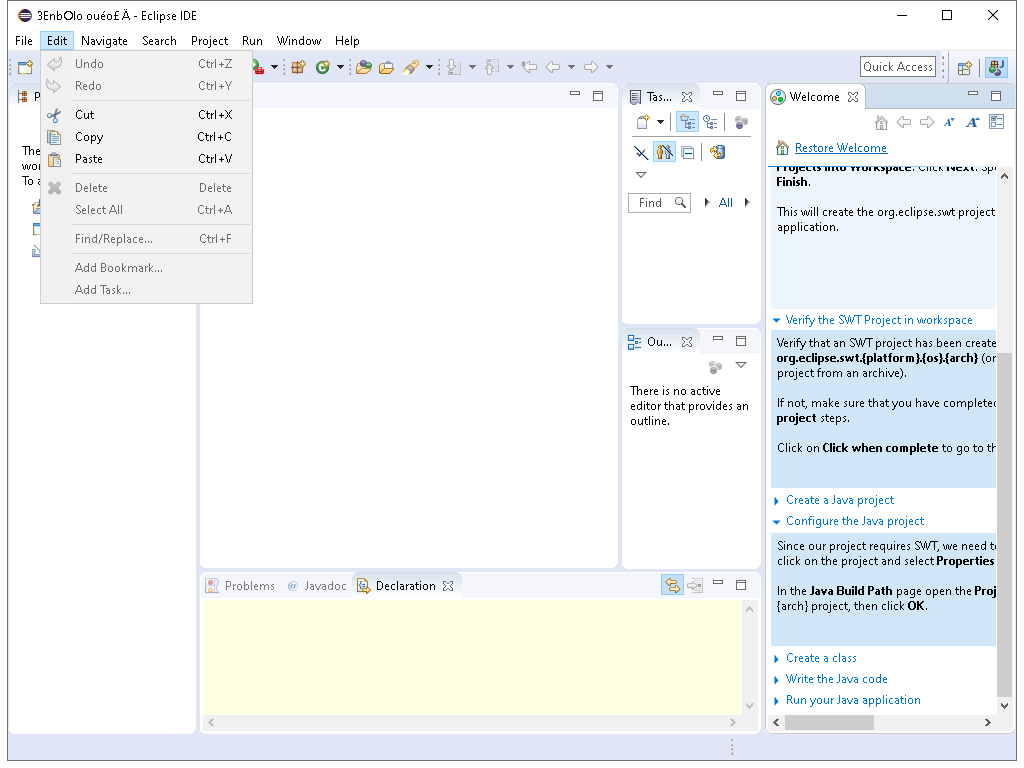 3EnbOlo ouéo£Ä - Eclipse IDE
File Edit Navigate Search Project Run Window Help
Undo Ctrl+Z
Redo Ctrl+Y
Cut Ctrl+X
Copy Ctrl+C
Paste Ctrl+V
Delete Delete
Select All Ctrl+A
Find/Replace... Ctrl+F
Add Bookmark...
Add Task...
Quick Access
P
The
wor
To a
Tas...
Find
All
Ou...
There is no active
editor that provides an
outline.
Problems @ Javadoc Declaration
Welcome
Restore Welcome
Projects into Workspace. Click Next. Sp
Finish.
This will create the org.eclipse.swt project
application.
Verify the SWT Project in workspace
Verify that an SWT project has been create
org.eclipse.swt.{platform}.{os}.{arch} (or
project from an archive).
If not, make sure that you have completed
project steps.
Click on Click when complete to go to th
Create a Java project
Configure the Java project
Since our project requires SWT, we need to
click on the project and select Properties
In the Java Build Path page open the Proj
{arch} project, then click OK.
Create a class
Write the Java code
Run your Java application